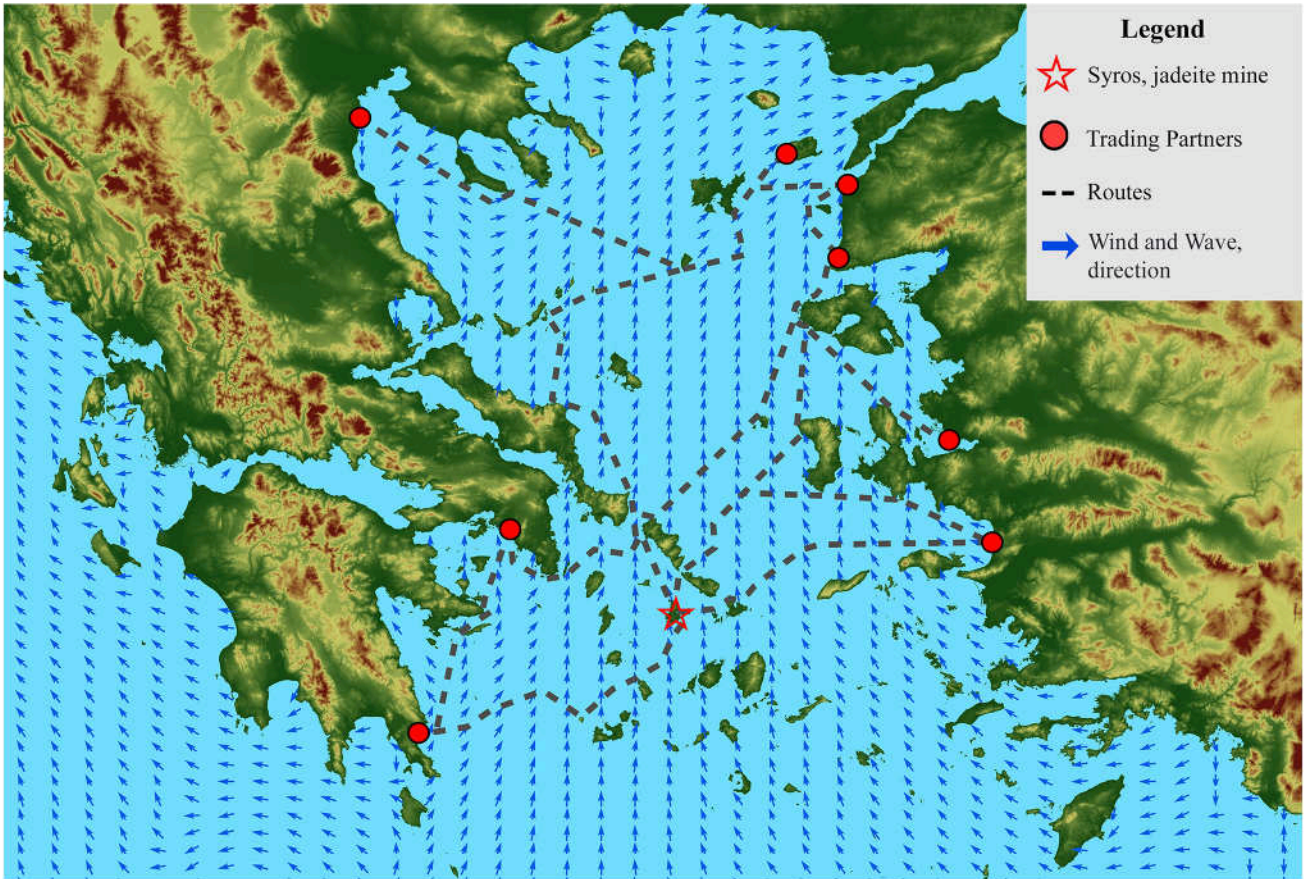 Legend
Syros, jadeite mine
Trading Partners
Routes
Wind and Wave,
direction